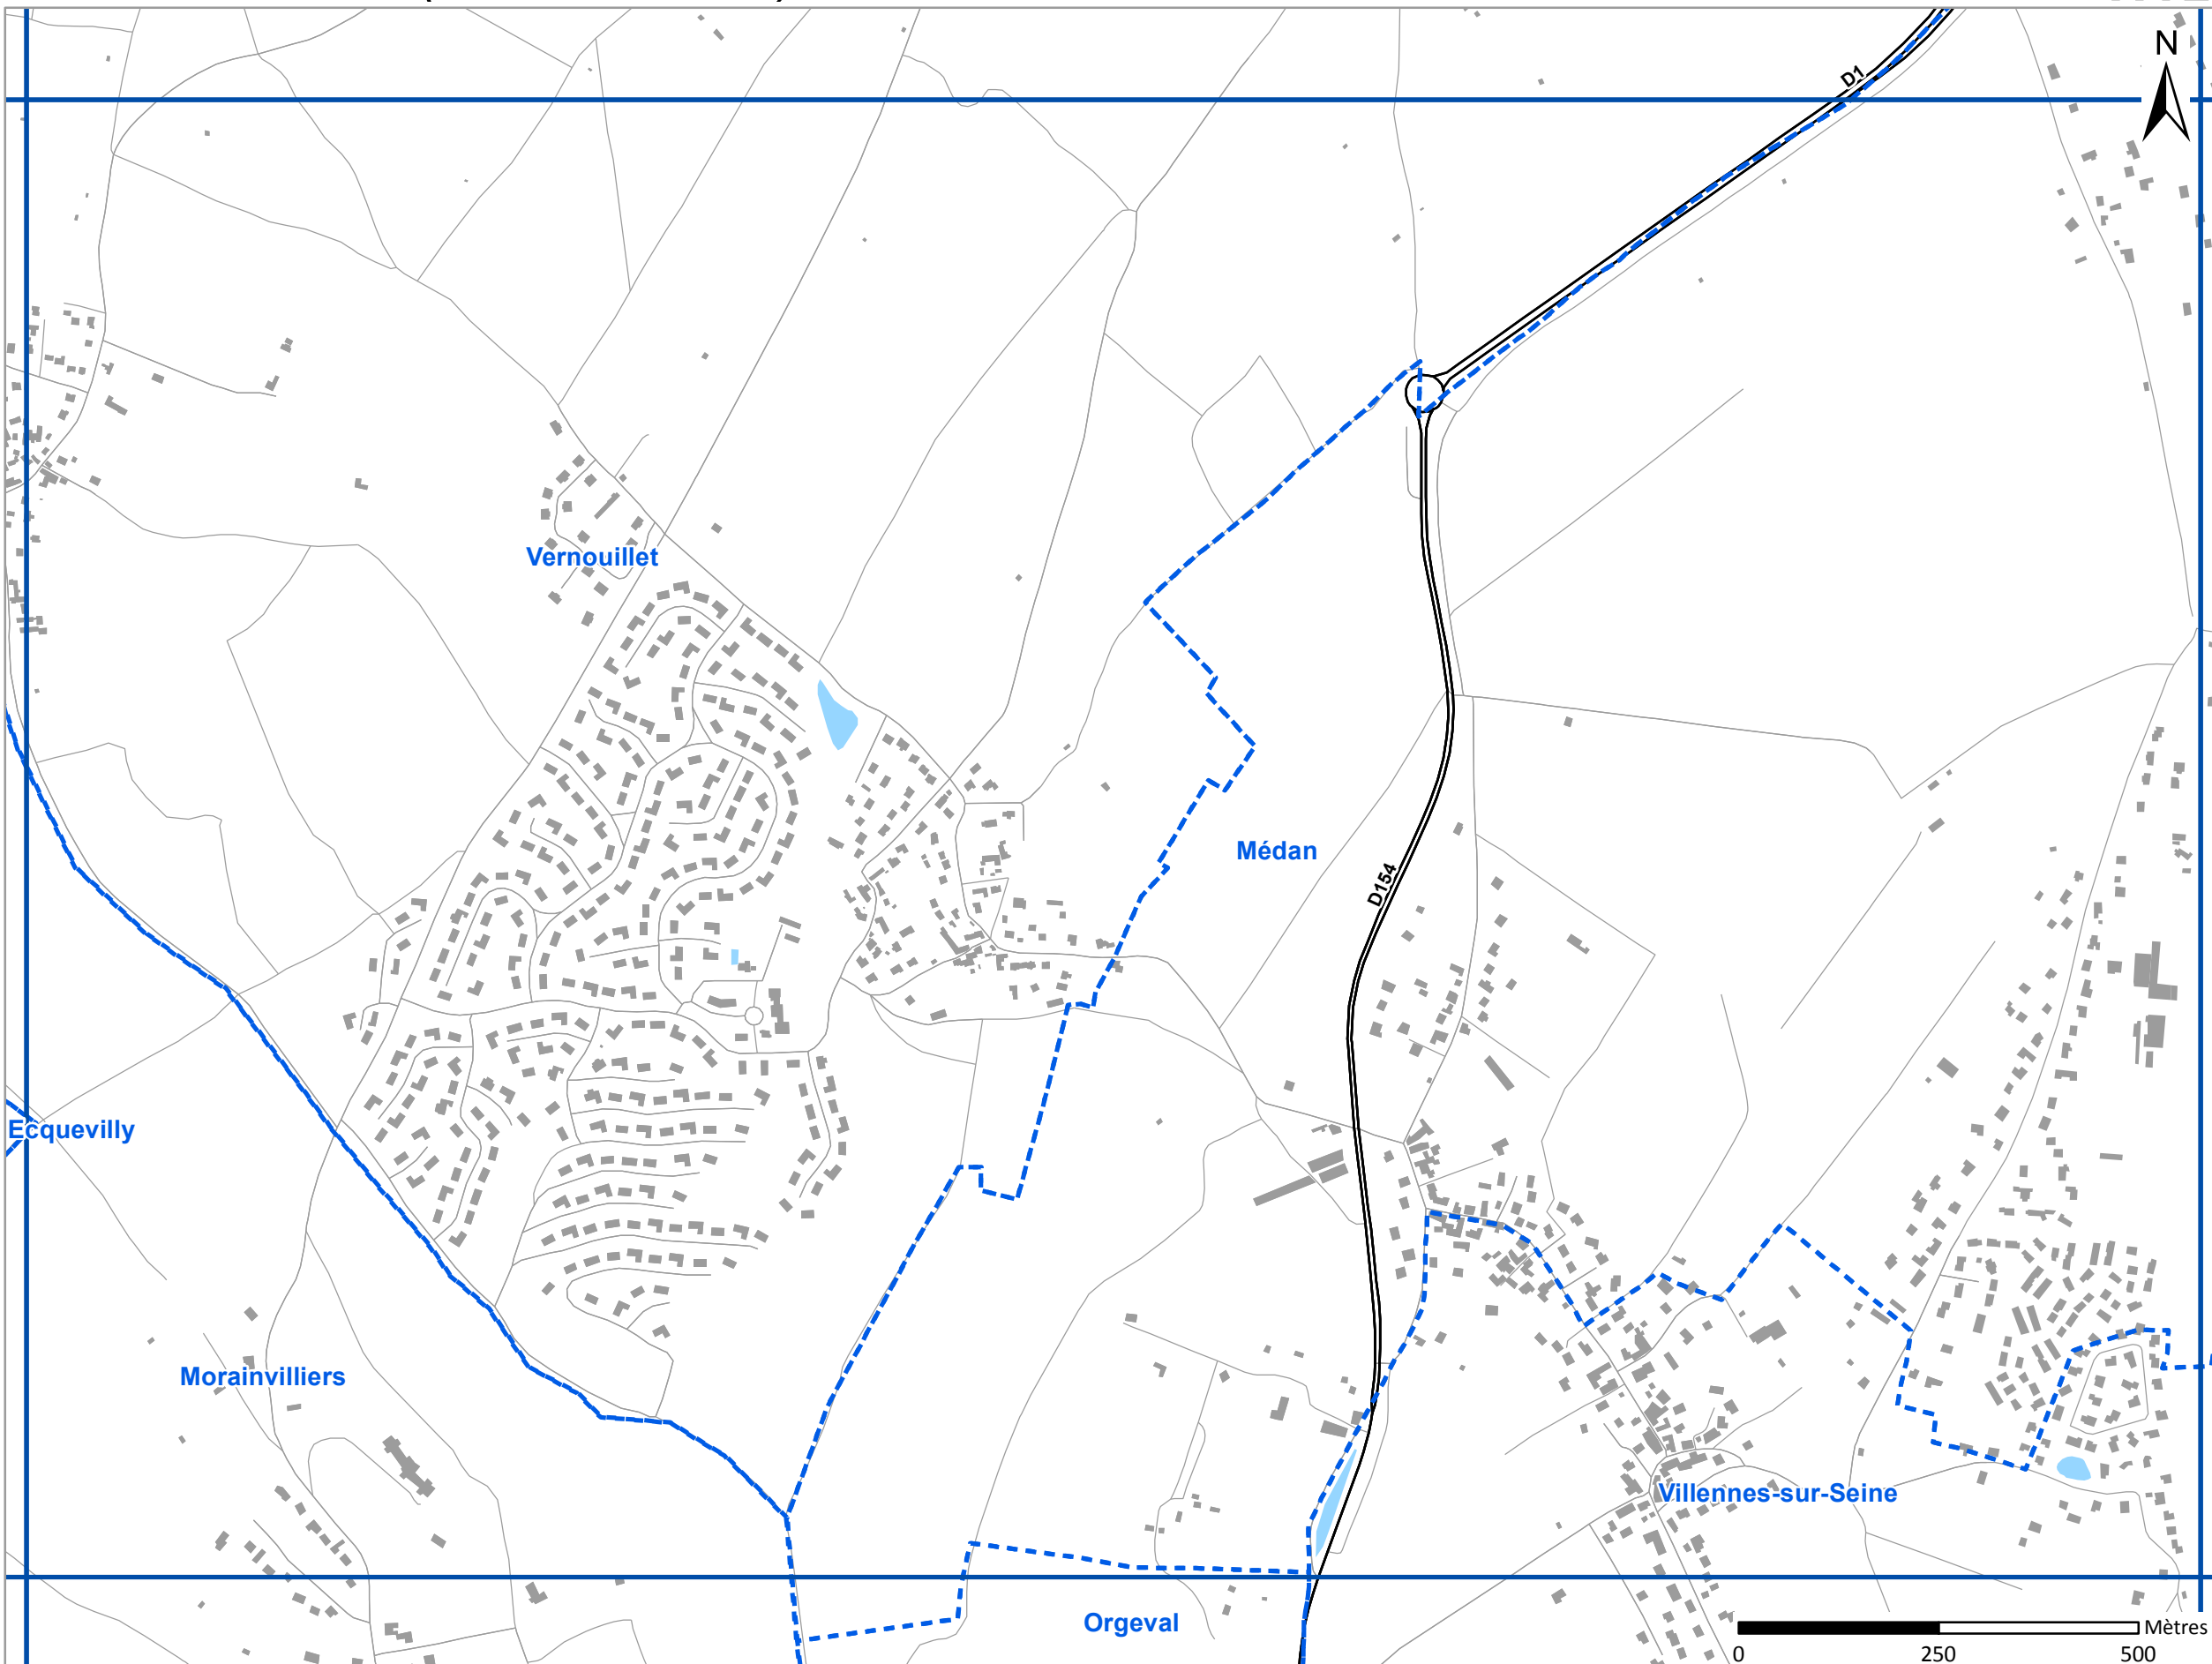 N
D1
Vernouillet
Médan
D154
Ecquevilly
Morainvilliers
Villennes-sur-Seine
Orgeval
Mètres
0 250 500